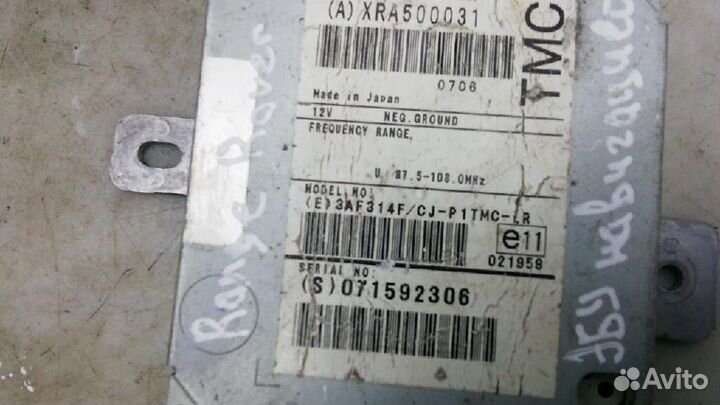 (A) XRA500031
TMC
0706
Made in Japan
12V NEG. GROUND
FREQUENCY RANGE,
U 87.5-108.0MHz
MODEL NO:
(E)3AF314F/CJ-P1TMC-LR
e11
021959
SERIAL NO:
(S)071592306
Range Rover
ЭБУ навигации
Avito